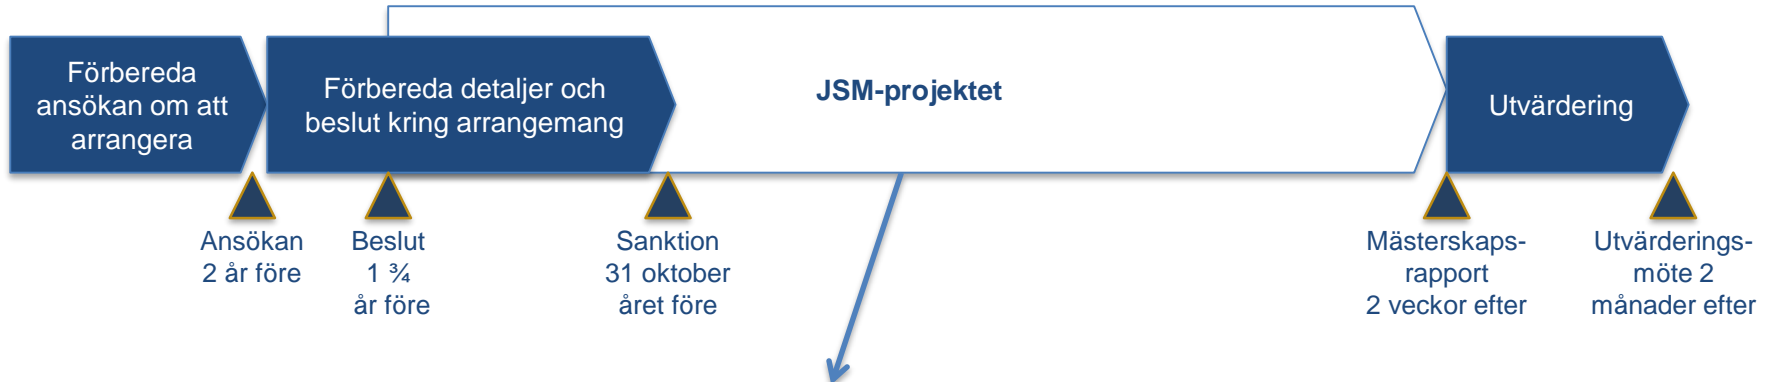 Förbereda
ansökan om att
arrangera
Förbereda detaljer och
beslut kring arrangemang
JSM-projektet
Utvärdering
Ansökan
2 år före
Beslut
1 ¾
år före
Sanktion
31 oktober
året före
Mästerskaps-
rapport
2 veckor efter
Utvärderings-
möte 2
månader efter